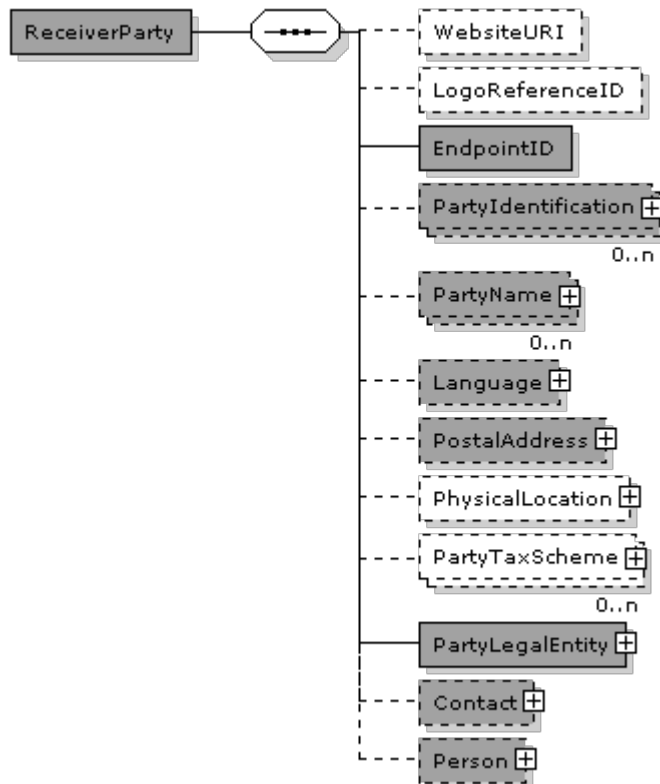 ReceiverParty
WebsiteURI
LogoReferenceID
EndpointID
PartyIdentification
0..n
PartyName
0..n
Language
PostalAddress
PhysicalLocation
PartyTaxScheme
0..n
PartyLegalEntity
Contact
Person